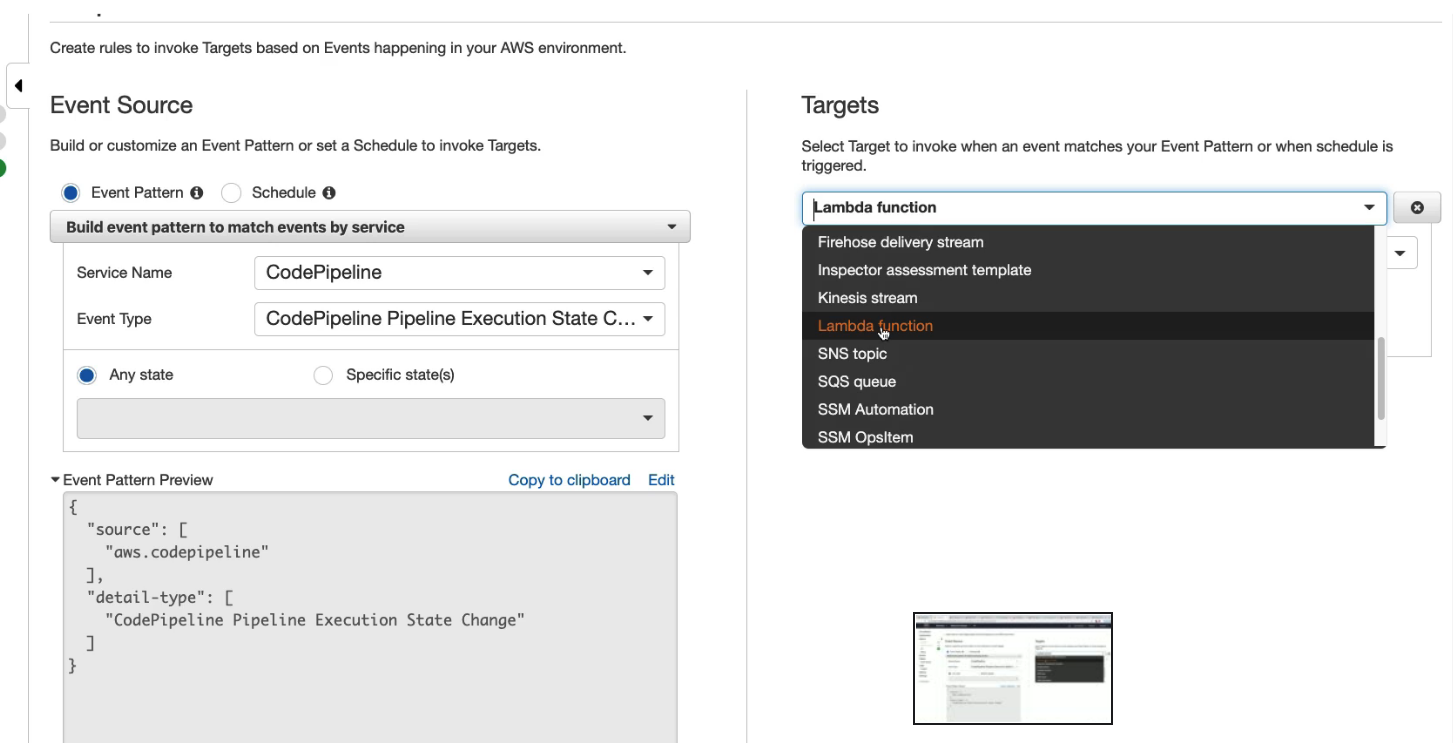 Create rules to invoke Targets based on Events happening in your AWS environment.
Event Source
Build or customize an Event Pattern or set a Schedule to invoke Targets.
Event Pattern
Schedule
Build event pattern to match events by service
Service Name
CodePipeline
Event Type
CodePipeline Pipeline Execution State C...
Any state
Specific state(s)
Event Pattern Preview
Copy to clipboard
Edit
{
"source": [
"aws.codepipeline"
],
"detail-type": [
"CodePipeline Pipeline Execution State Change"
]
}
Targets
Select Target to invoke when an event matches your Event Pattern or when schedule is
triggered.
Lambda function
Firehose delivery stream
Inspector assessment template
Kinesis stream
Lambda function
SNS topic
SQS queue
SSM Automation
SSM OpsItem